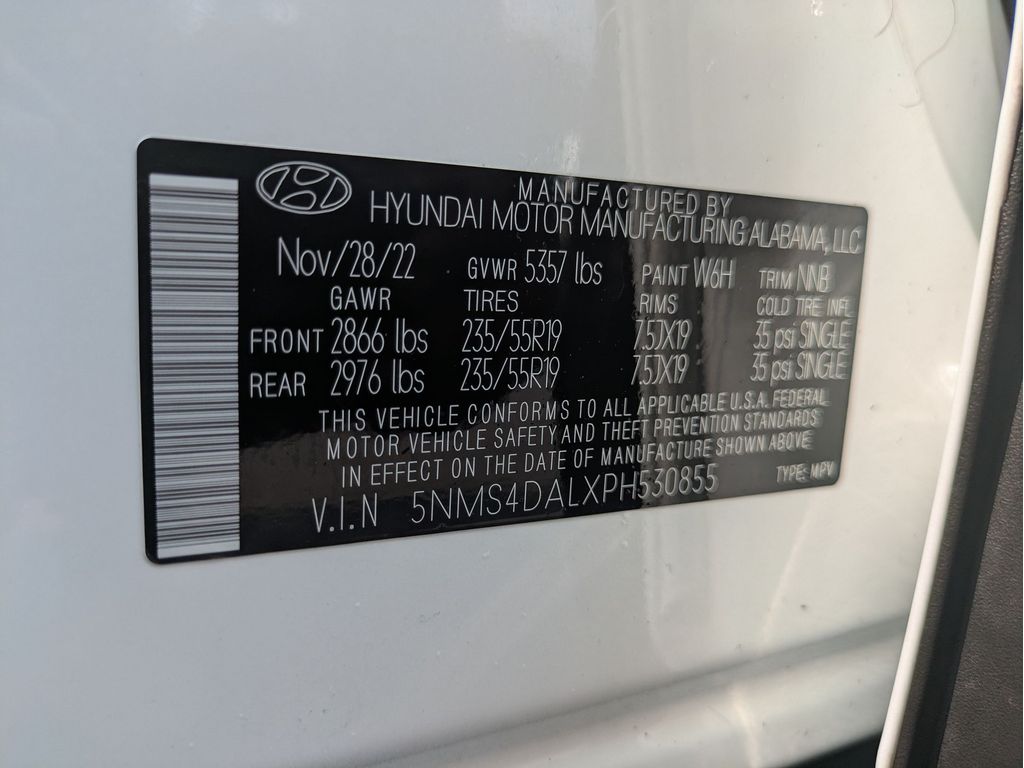 MANUFACTURED BY
HYUNDAI MOTOR MANUFACTURING ALABAMA, LLC
Nov/28/22 GVWR 5357 lbs PAINT W6H TRIM NNB
GAWR TIRES RIMS COLD TIRE INFL
FRONT 2866 lbs 235/55R19 7.5JX19 35 psi SINGLE
REAR 2976 lbs 235/55R19 7.5JX19 35 psi SINGLE
THIS VEHICLE CONFORMS TO ALL APPLICABLE U.S.A. FEDERAL
MOTOR VEHICLE SAFETY AND THEFT PREVENTION STANDARDS
IN EFFECT ON THE DATE OF MANUFACTURE SHOWN ABOVE
V.I.N 5NMS4DALXPH530855 TYPE: MPV